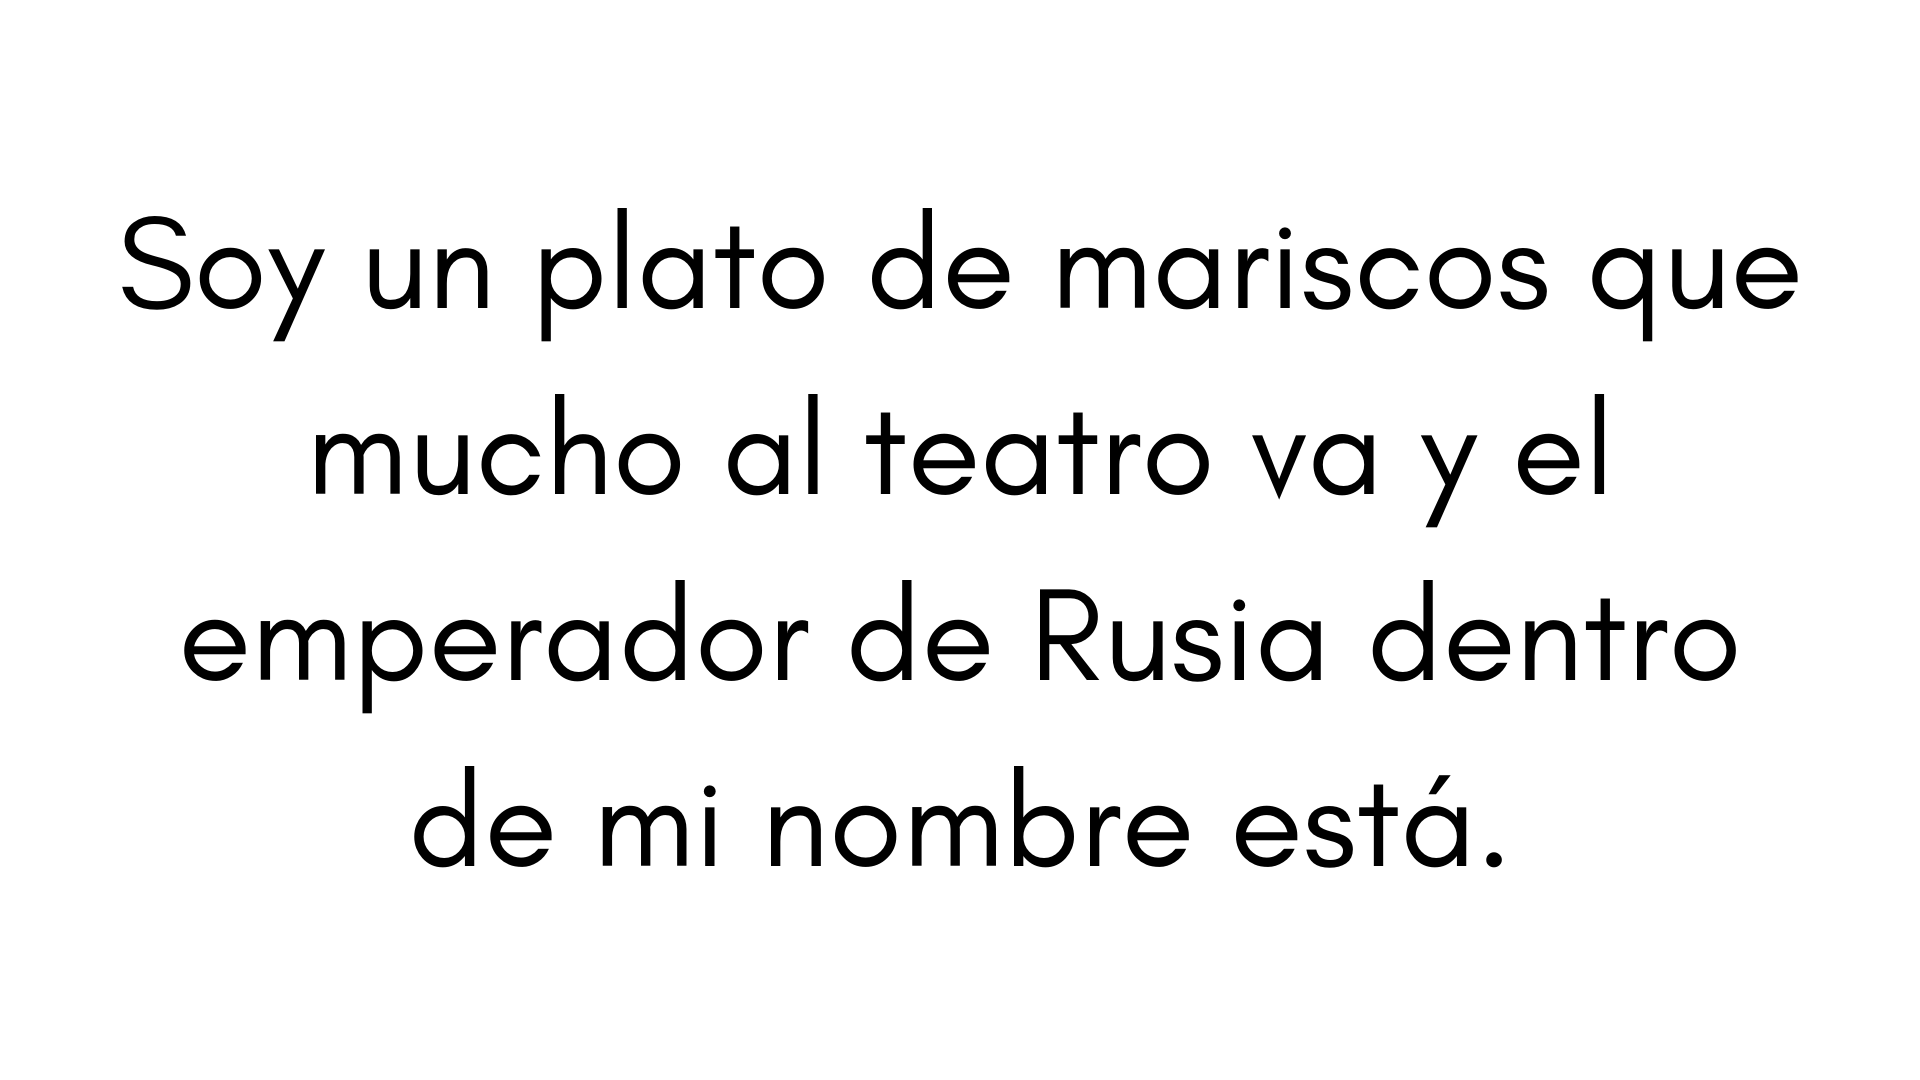 Soy un plato de mariscos que
mucho al teatro va y el
emperador de Rusia dentro
de mi nombre está.